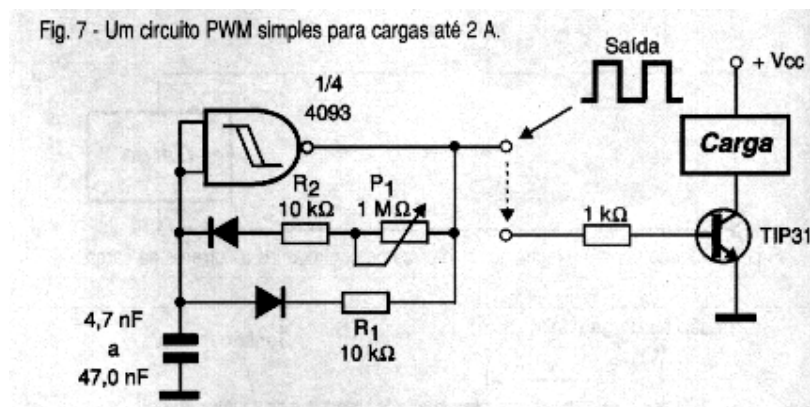 Fig. 7 - Um circuito PWM simples para cargas até 2 A.
Saída
+ Vcc
1/4
4093
Carga
R2
10 kΩ
P1
1 MΩ
1 kΩ
TIP31
4,7 nF
a
47,0 nF
R1
10 kΩ